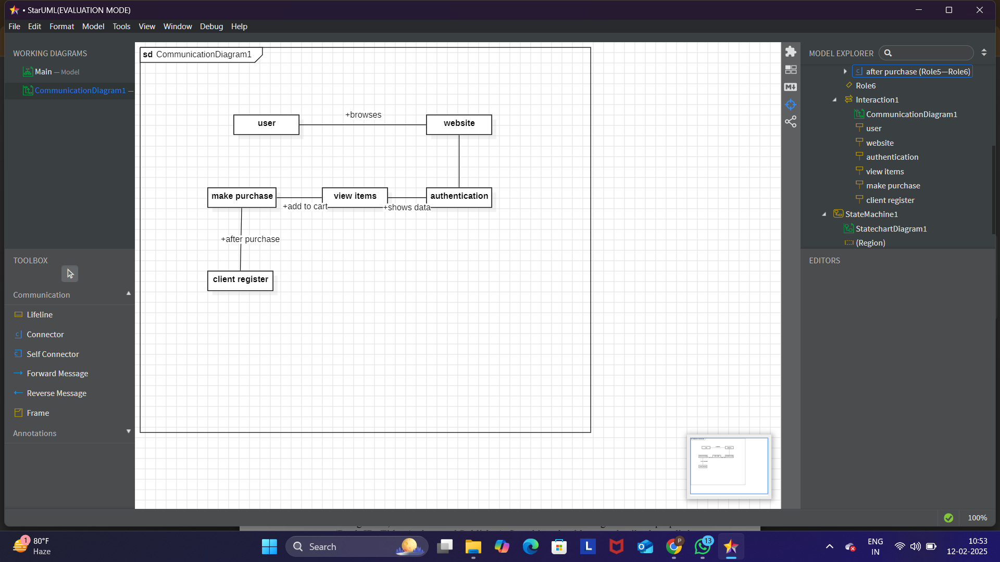 • StarUML(EVALUATION MODE)
File Edit Format Model Tools View Window Debug Help
WORKING DIAGRAMS
Main — Model
CommunicationDiagram1 —
TOOLBOX
Communication
Lifeline
Connector
Self Connector
Forward Message
Reverse Message
Frame
Annotations
sd CommunicationDiagram1
user
+browses
website
make purchase
view items
authentication
+add to cart
+shows data
+after purchase
client register
MODEL EXPLORER
after purchase (Role5—Role6)
Role6
Interaction1
CommunicationDiagram1
user
website
authentication
view items
make purchase
client register
StateMachine1
StatechartDiagram1
(Region)
EDITORS
100%
1
80°F
Haze
Search
L
P
13
ENG
IN
10:53
12-02-2025